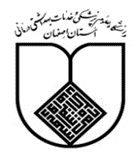 دانشگاه علوم پزشکی و خدمات بهداشتی درمانی
استان اصفهان